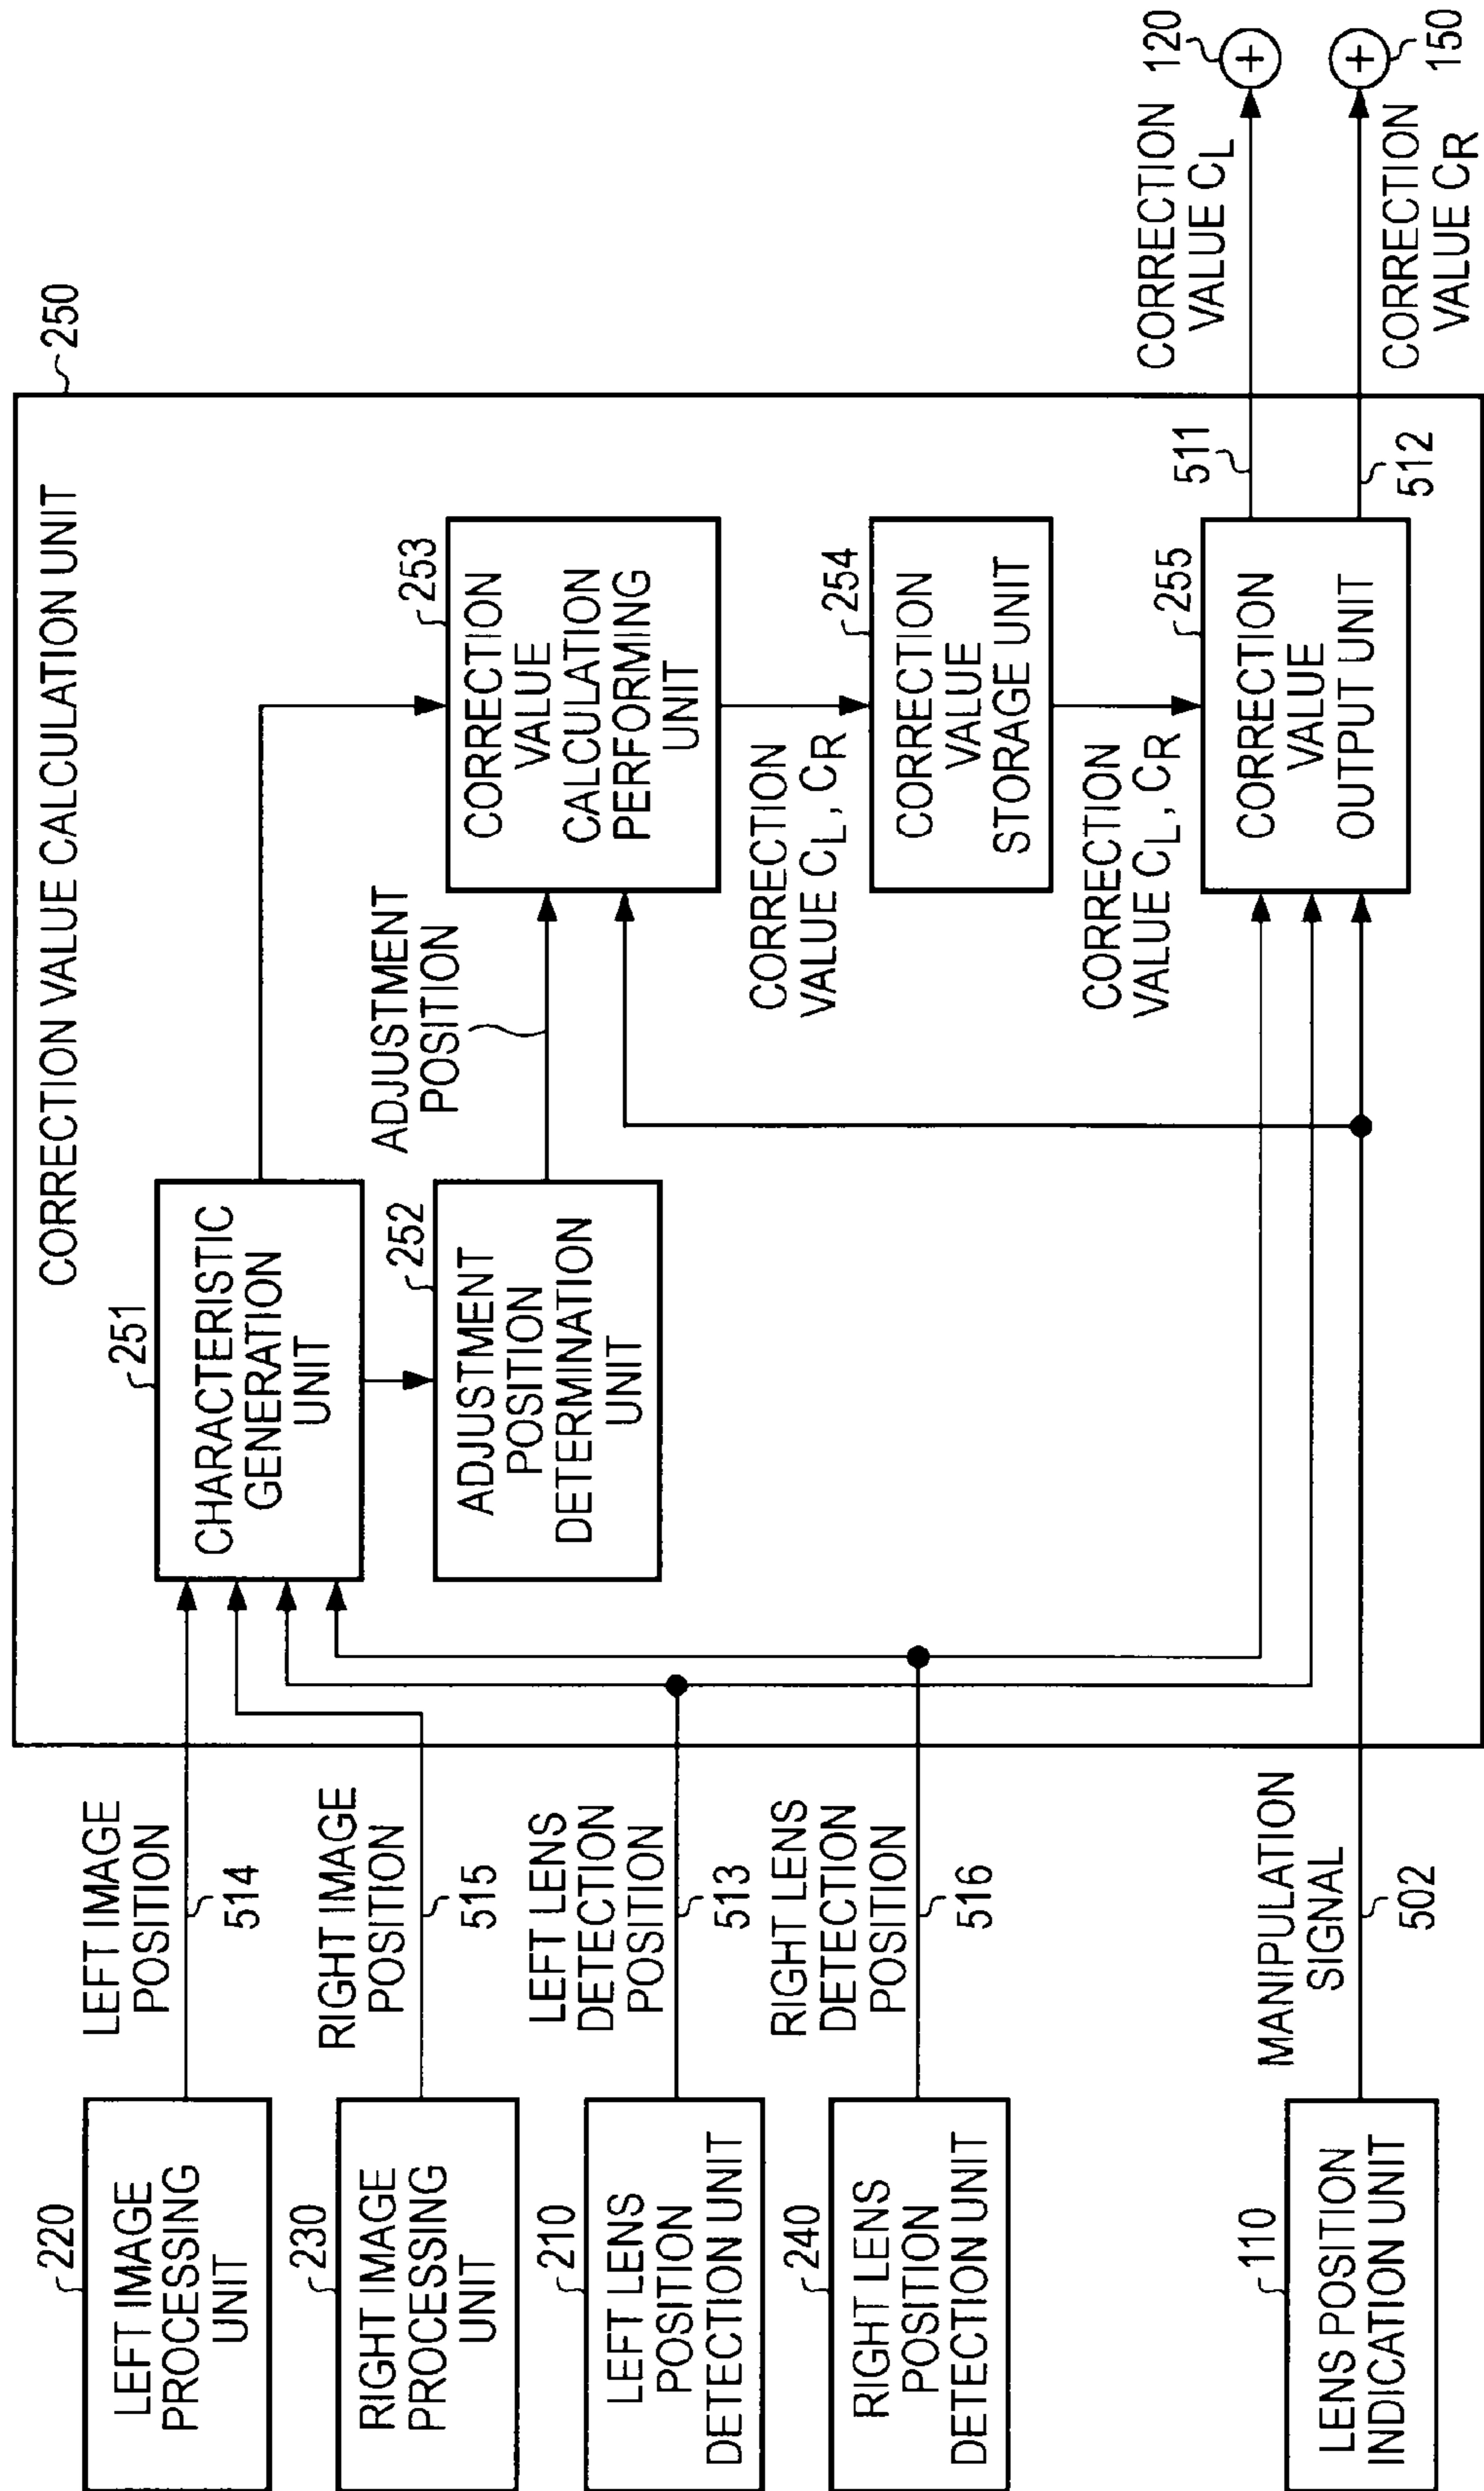 220
LEFT IMAGE
PROCESSING
UNIT
LEFT IMAGE
POSITION
514
230
RIGHT IMAGE
PROCESSING
UNIT
RIGHT IMAGE
POSITION
515
210
LEFT LENS
POSITION
DETECTION UNIT
LEFT LENS
DETECTION
POSITION
513
240
RIGHT LENS
POSITION
DETECTION UNIT
RIGHT LENS
DETECTION
POSITION
516
110
LENS POSITION
INDICATION UNIT
MANIPULATION
SIGNAL
502
250
CORRECTION VALUE CALCULATION UNIT
251
CHARACTERISTIC
GENERATION
UNIT
252
ADJUSTMENT
POSITION
DETERMINATION
UNIT
ADJUSTMENT
POSITION
253
CORRECTION
VALUE
CALCULATION
PERFORMING
UNIT
CORRECTION
VALUE CL, CR
254
CORRECTION
VALUE
STORAGE UNIT
CORRECTION
VALUE CL, CR
255
CORRECTION
VALUE
OUTPUT UNIT
511
512
CORRECTION
VALUE CL
120
+
CORRECTION
VALUE CR
150
+